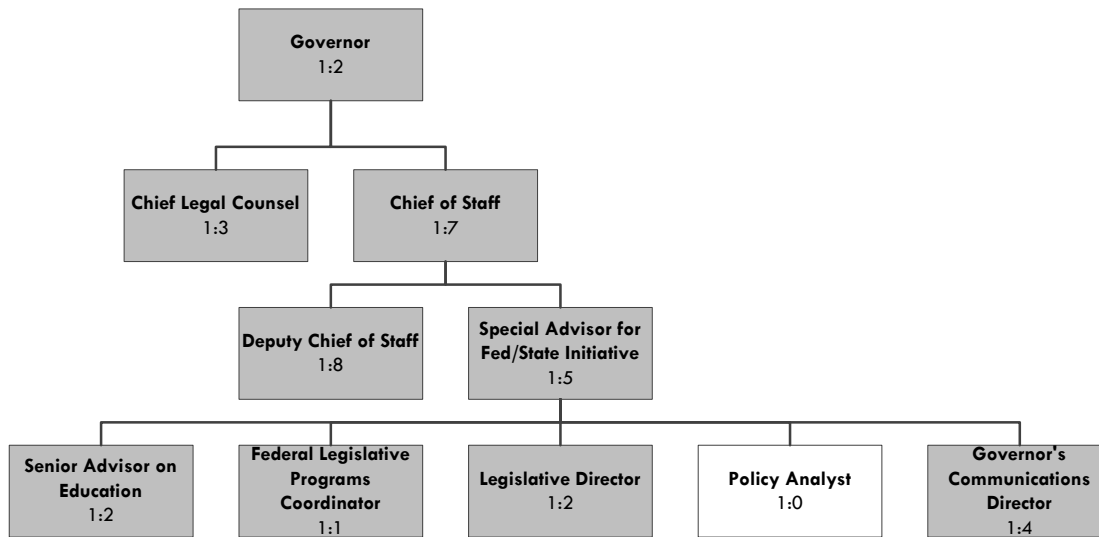 Governor
1:2
Chief Legal Counsel
1:3
Chief of Staff
1:7
Deputy Chief of Staff
1:8
Special Advisor for
Fed/State Initiative
1:5
Senior Advisor on
Education
1:2
Federal Legislative
Programs
Coordinator
1:1
Legislative Director
1:2
Policy Analyst
1:0
Governor's
Communications
Director
1:4